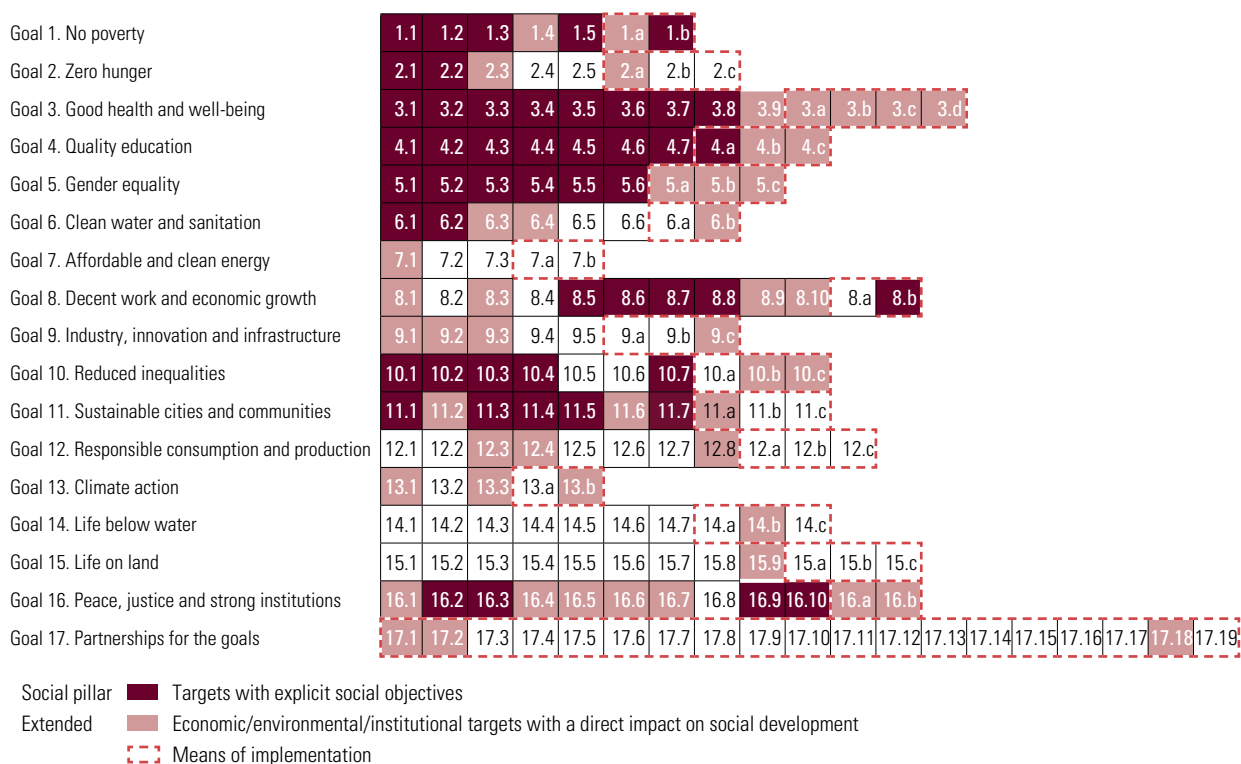 Goal 1. No poverty 1.1 1.2 1.3 1.4 1.5 1.a 1.b
Goal 2. Zero hunger 2.1 2.2 2.3 2.4 2.5 2.a 2.b 2.c
Goal 3. Good health and well-being 3.1 3.2 3.3 3.4 3.5 3.6 3.7 3.8 3.9 3.a 3.b 3.c 3.d
Goal 4. Quality education 4.1 4.2 4.3 4.4 4.5 4.6 4.7 4.a 4.b 4.c
Goal 5. Gender equality 5.1 5.2 5.3 5.4 5.5 5.6 5.a 5.b 5.c
Goal 6. Clean water and sanitation 6.1 6.2 6.3 6.4 6.5 6.6 6.a 6.b
Goal 7. Affordable and clean energy 7.1 7.2 7.3 7.a 7.b
Goal 8. Decent work and economic growth 8.1 8.2 8.3 8.4 8.5 8.6 8.7 8.8 8.9 8.10 8.a 8.b
Goal 9. Industry, innovation and infrastructure 9.1 9.2 9.3 9.4 9.5 9.a 9.b 9.c
Goal 10. Reduced inequalities 10.1 10.2 10.3 10.4 10.5 10.6 10.7 10.a 10.b 10.c
Goal 11. Sustainable cities and communities 11.1 11.2 11.3 11.4 11.5 11.6 11.7 11.a 11.b 11.c
Goal 12. Responsible consumption and production 12.1 12.2 12.3 12.4 12.5 12.6 12.7 12.8 12.a 12.b 12.c
Goal 13. Climate action 13.1 13.2 13.3 13.a 13.b
Goal 14. Life below water 14.1 14.2 14.3 14.4 14.5 14.6 14.7 14.a 14.b 14.c
Goal 15. Life on land 15.1 15.2 15.3 15.4 15.5 15.6 15.7 15.8 15.9 15.a 15.b 15.c
Goal 16. Peace, justice and strong institutions 16.1 16.2 16.3 16.4 16.5 16.6 16.7 16.8 16.9 16.10 16.a 16.b
Goal 17. Partnerships for the goals 17.1 17.2 17.3 17.4 17.5 17.6 17.7 17.8 17.9 17.10 17.11 17.12 17.13 17.14 17.15 17.16 17.17 17.18 17.19
Social pillar Targets with explicit social objectives
Extended Economic/environmental/institutional targets with a direct impact on social development
Means of implementation